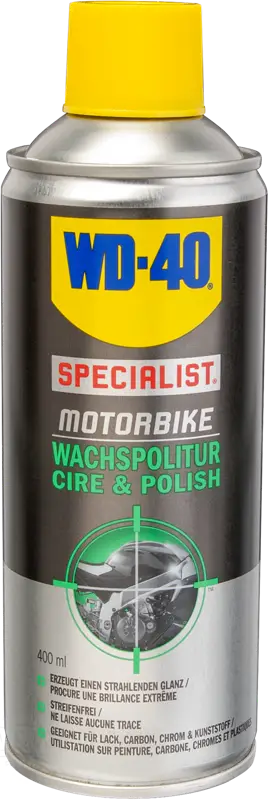 WD-40®
SPECIALIST®
MOTORBIKE
WACHSPOLITUR
CIRE & POLISH
™
400 ml
• ERZEUGT EINEN STRAHLENDEN GLANZ /
PROCURE UNE BRILLANCE EXTRÊME
• STREIFENFREI /
NE LAISSE AUCUNE TRACE
• GEEIGNET FÜR LACK, CARBON, CHROM & KUNSTSTOFF /
UTILISATION SUR PEINTURE, CARBONE, CHROMES ET PLASTIQUES